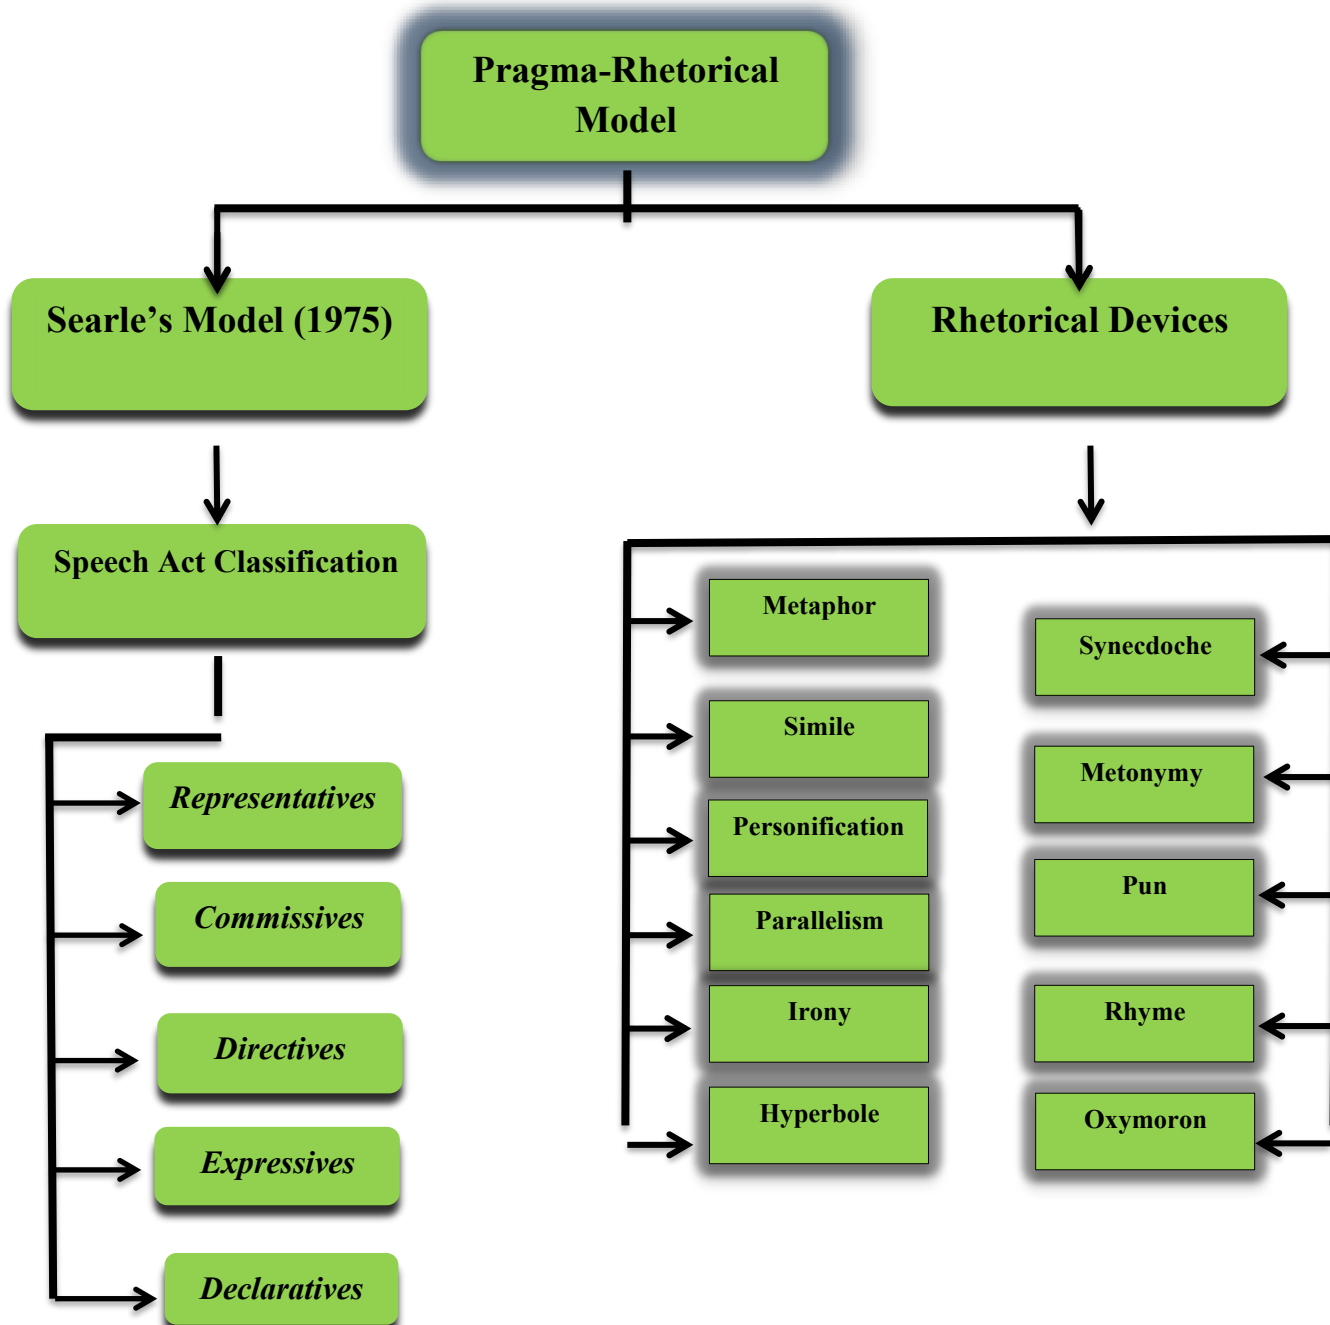 Pragma-Rhetorical
Model
Searle’s Model (1975)
Rhetorical Devices
Speech Act Classification
Representatives
Commissives
Directives
Expressives
Declaratives
Metaphor
Simile
Personification
Parallelism
Irony
Hyperbole
Synecdoche
Metonymy
Pun
Rhyme
Oxymoron